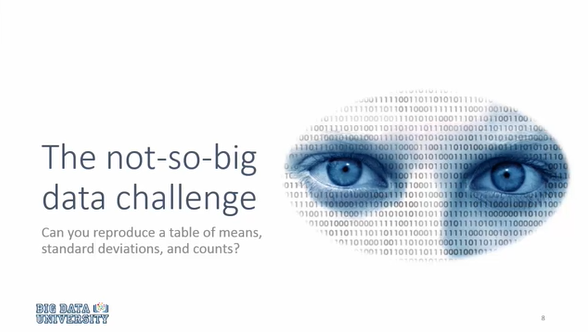 The not-so-big
data challenge
Can you reproduce a table of means,
standard deviations, and counts?
BIG DATA
UNIVERSITY
8